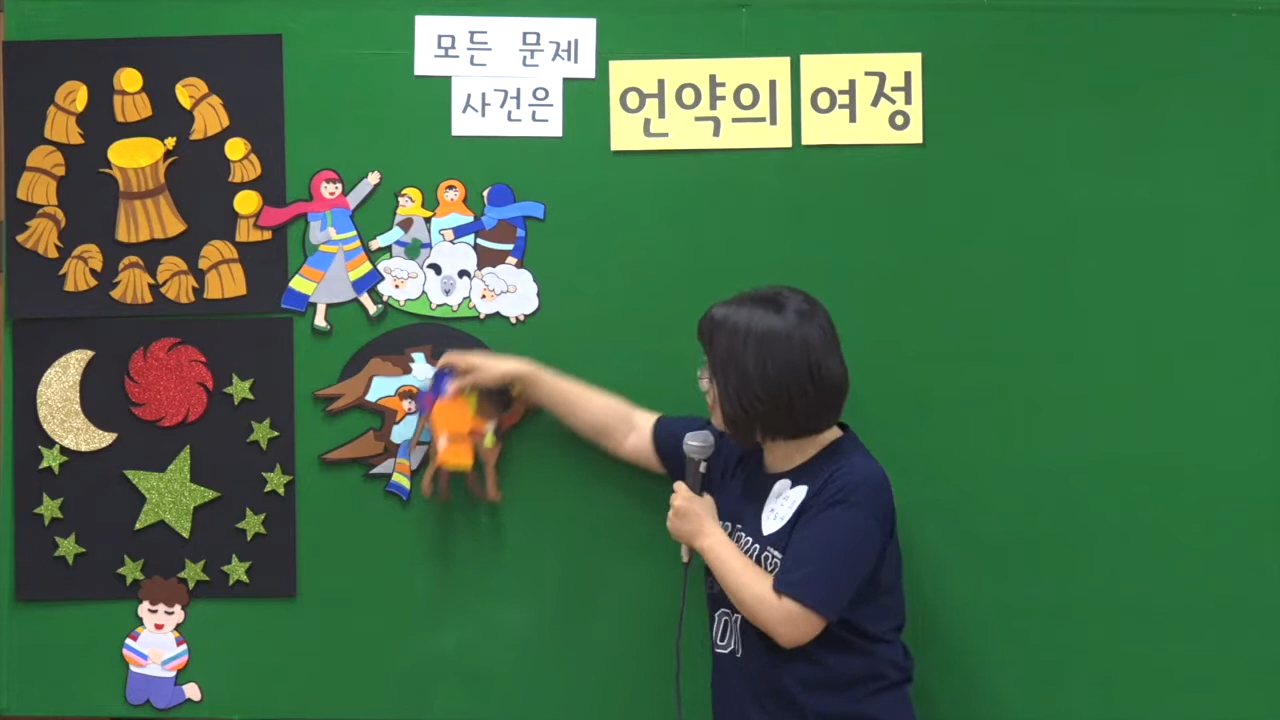 모든 문제
사건은
언약의 여정